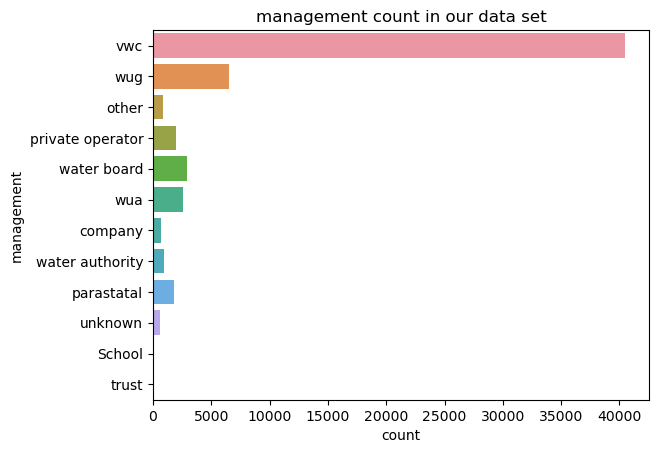 management count in our data set
vwc
wug
other
private operator
water board
wua
company
water authority
parastatal
unknown
School
trust
management
0 5000 10000 15000 20000 25000 30000 35000 40000
count